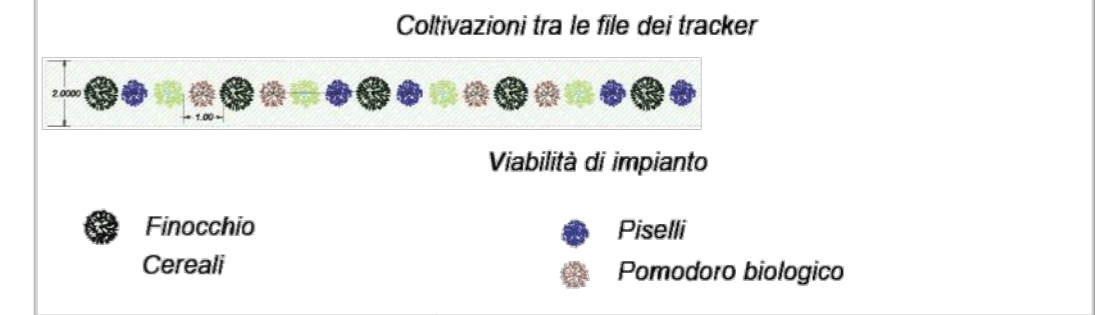 Coltivazioni tra le file dei tracker
2.0000
1.00
Viabilità di impianto
Finocchio
Piselli
Cereali
Pomodoro biologico